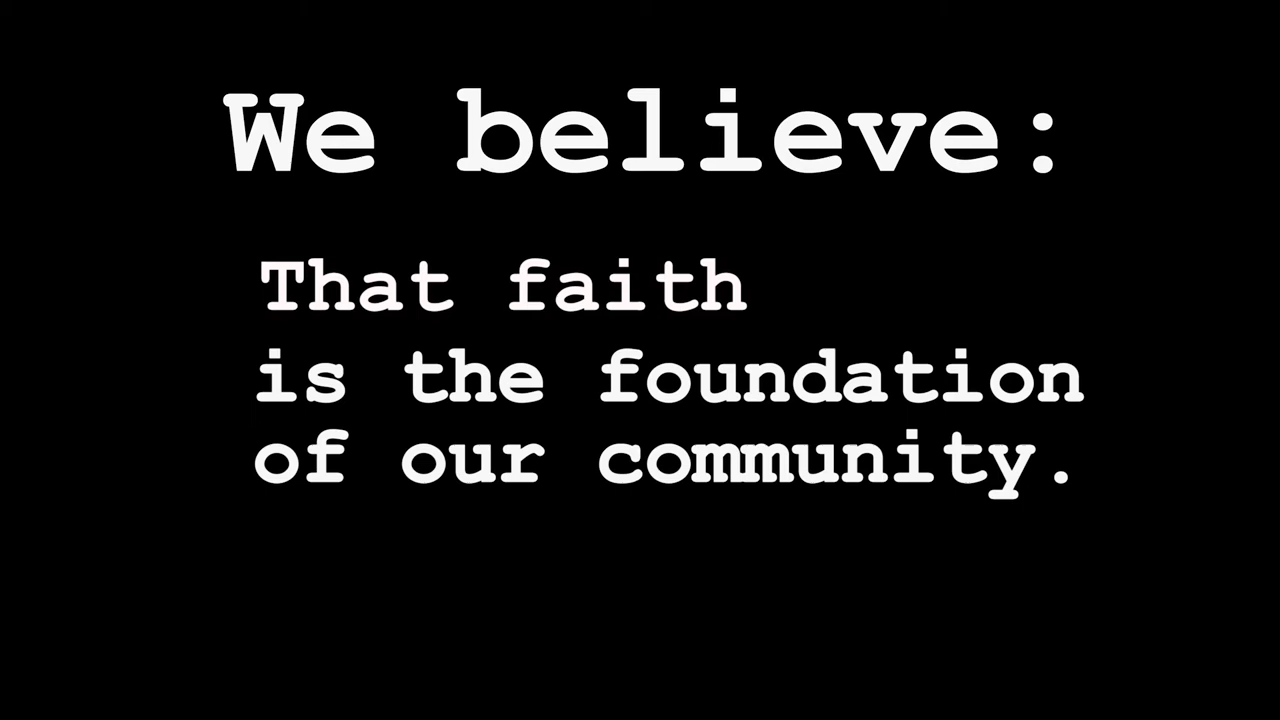 We believe:
That faith
is the foundation
of our community.